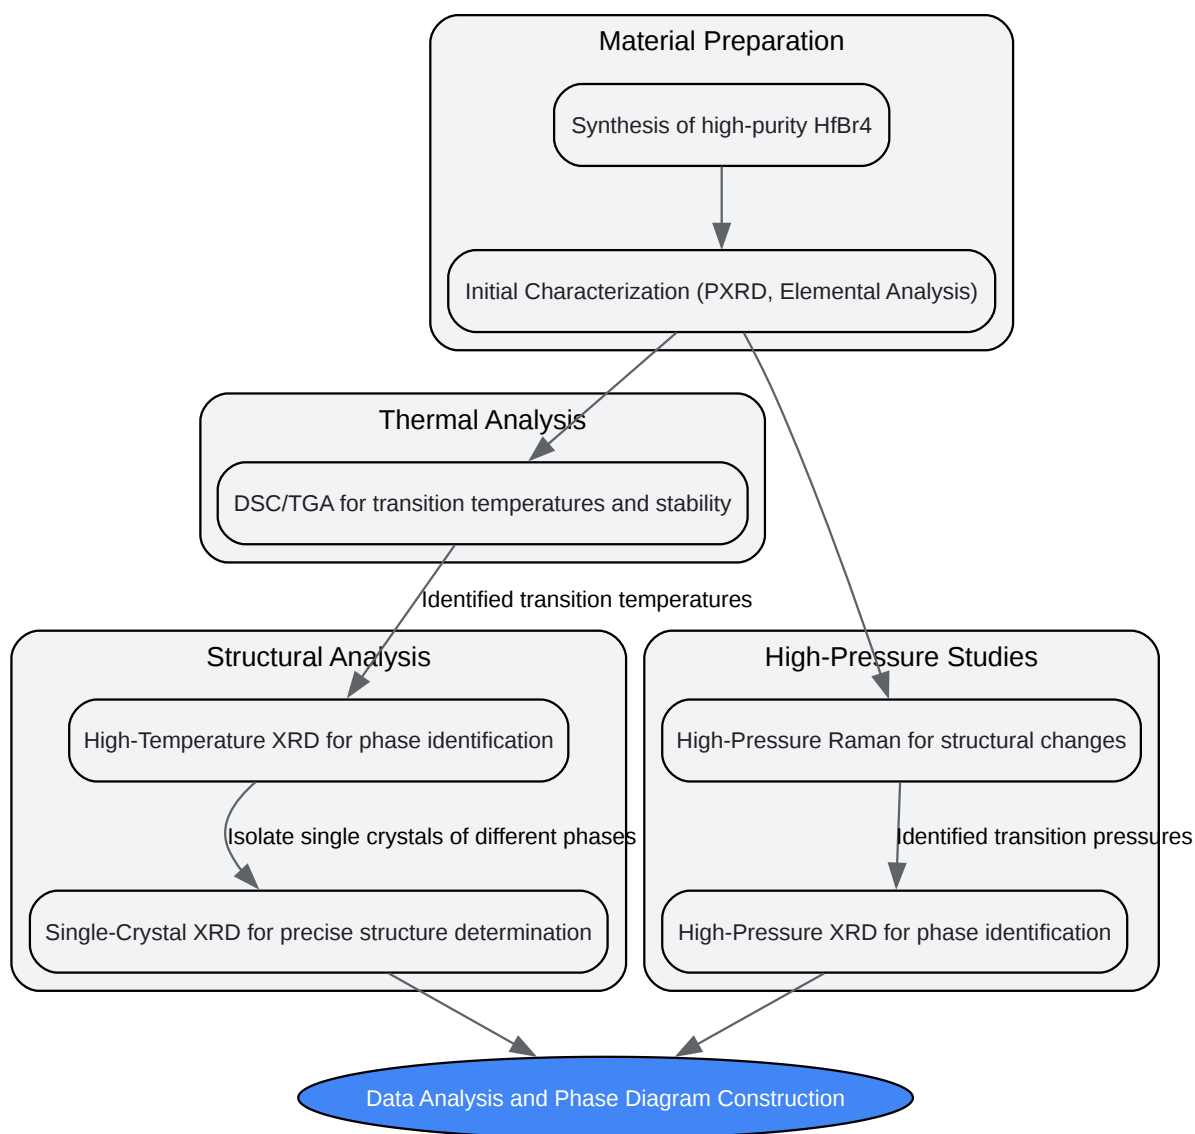 Material Preparation
Synthesis of high-purity HfBr4
Initial Characterization (PXRD, Elemental Analysis)
Thermal Analysis
DSC/TGA for transition temperatures and stability
Identified transition temperatures
Structural Analysis
High-Temperature XRD for phase identification
Isolate single crystals of different phases
Single-Crystal XRD for precise structure determination
High-Pressure Studies
High-Pressure Raman for structural changes
Identified transition pressures
High-Pressure XRD for phase identification
Data Analysis and Phase Diagram Construction